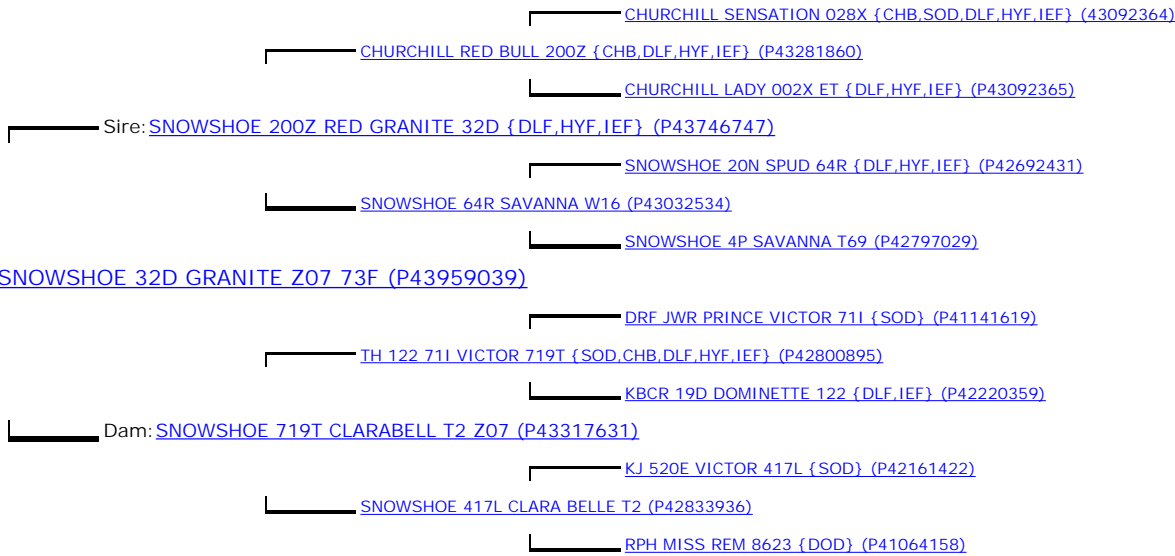 CHURCHILL SENSATION 028X {CHB,SOD,DLF,HYF,IEF} (43092364)
CHURCHILL RED BULL 200Z {CHB,DLF,HYF,IEF} (P43281860)
CHURCHILL LADY 002X ET {DLF,HYF,IEF} (P43092365)
Sire: SNOWSHOE 200Z RED GRANITE 32D {DLF,HYF,IEF} (P43746747)
SNOWSHOE 20N SPUD 64R {DLF,HYF,IEF} (P42692431)
SNOWSHOE 64R SAVANNA W16 (P43032534)
SNOWSHOE 4P SAVANNA T69 (P42797029)
SNOWSHOE 32D GRANITE Z07 73F (P43959039)
DRF JWR PRINCE VICTOR 71I {SOD} (P41141619)
TH 122 71I VICTOR 719T {SOD,CHB,DLF,HYF,IEF} (P42800895)
KBCR 19D DOMINETTE 122 {DLF,IEF} (P42220359)
Dam: SNOWSHOE 719T CLARABELL T2 Z07 (P43317631)
KJ 520E VICTOR 417L {SOD} (P42161422)
SNOWSHOE 417L CLARA BELLE T2 (P42833936)
RPH MISS REM 8623 {DOD} (P41064158)